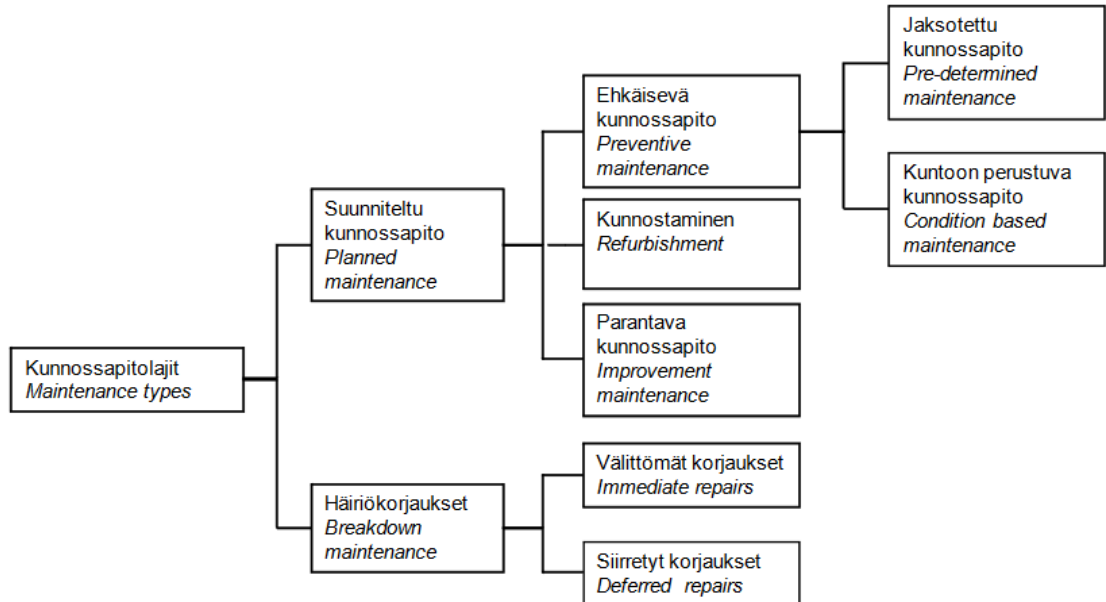 Kunnossapitolajit
Maintenance types
Suunniteltu
kunnossapito
Planned
maintenance
Ehkäisevä
kunnossapito
Preventive
maintenance
Jaksotettu
kunnossapito
Pre-determined
maintenance
Kuntoon perustuva
kunnossapito
Condition based
maintenance
Kunnostaminen
Refurbishment
Parantava
kunnossapito
Improvement
maintenance
Häiriökorjaukset
Breakdown
maintenance
Välittömät korjaukset
Immediate repairs
Siirretyt korjaukset
Deferred repairs